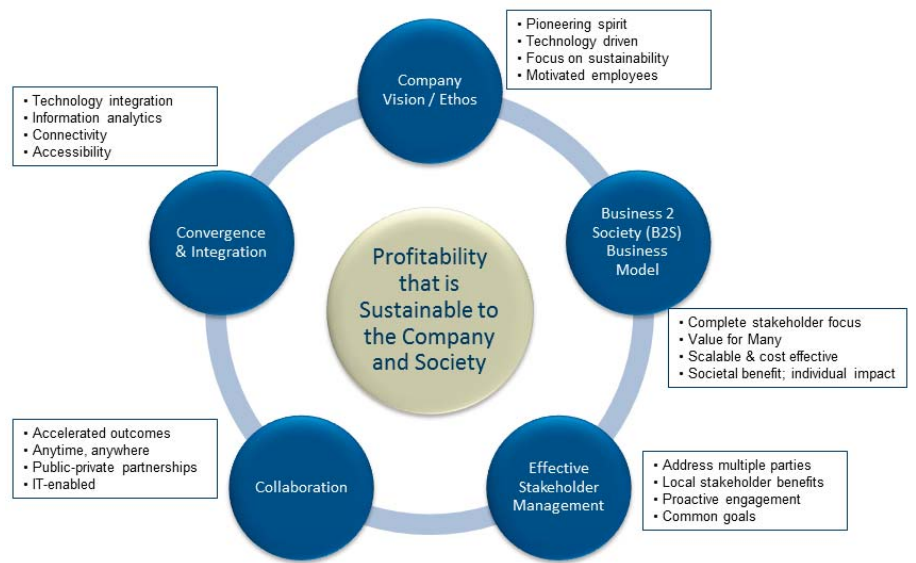 Company
Vision / Ethos
▪ Pioneering spirit
▪ Technology driven
▪ Focus on sustainability
▪ Motivated employees
Business 2
Society (B2S)
Business
Model
▪ Complete stakeholder focus
▪ Value for Many
▪ Scalable & cost effective
▪ Societal benefit; individual impact
Effective
Stakeholder
Management
▪ Address multiple parties
▪ Local stakeholder benefits
▪ Proactive engagement
▪ Common goals
Collaboration
▪ Accelerated outcomes
▪ Anytime, anywhere
▪ Public-private partnerships
▪ IT-enabled
Convergence
& Integration
▪ Technology integration
▪ Information analytics
▪ Connectivity
▪ Accessibility
Profitability
that is
Sustainable to
the Company
and Society